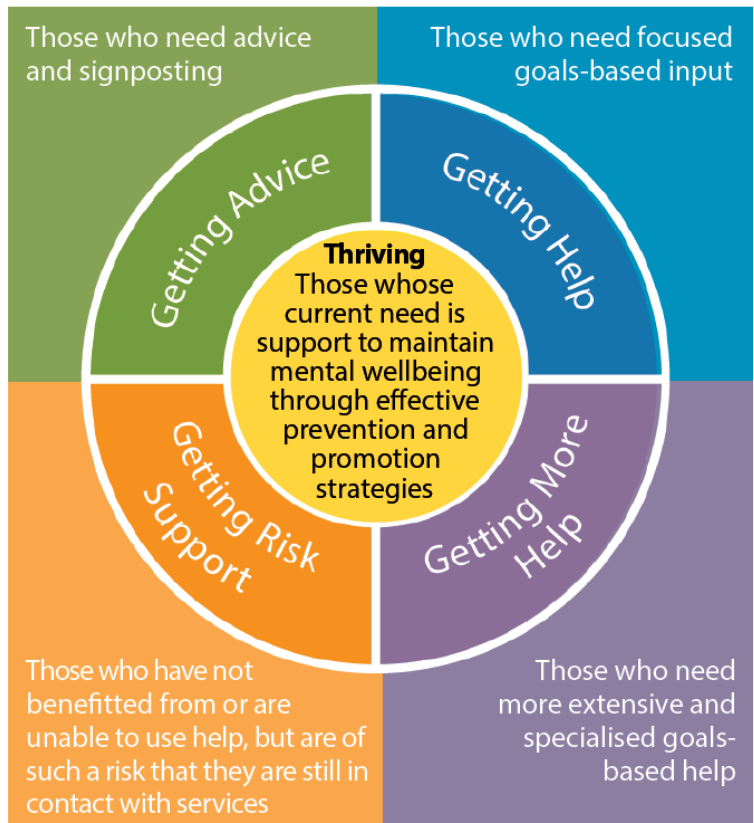 Those who need advice
and signposting
Those who need focused
goals-based input
Getting Advice
Getting Help
Thriving
Those whose
current need is
support to maintain
mental wellbeing
through effective
prevention and
promotion
strategies
Getting Risk
Support
Getting More
Help
Those who have not
benefitted from or are
unable to use help, but are of
such a risk that they are still in
contact with services
Those who need
more extensive and
specialised goals-
based help